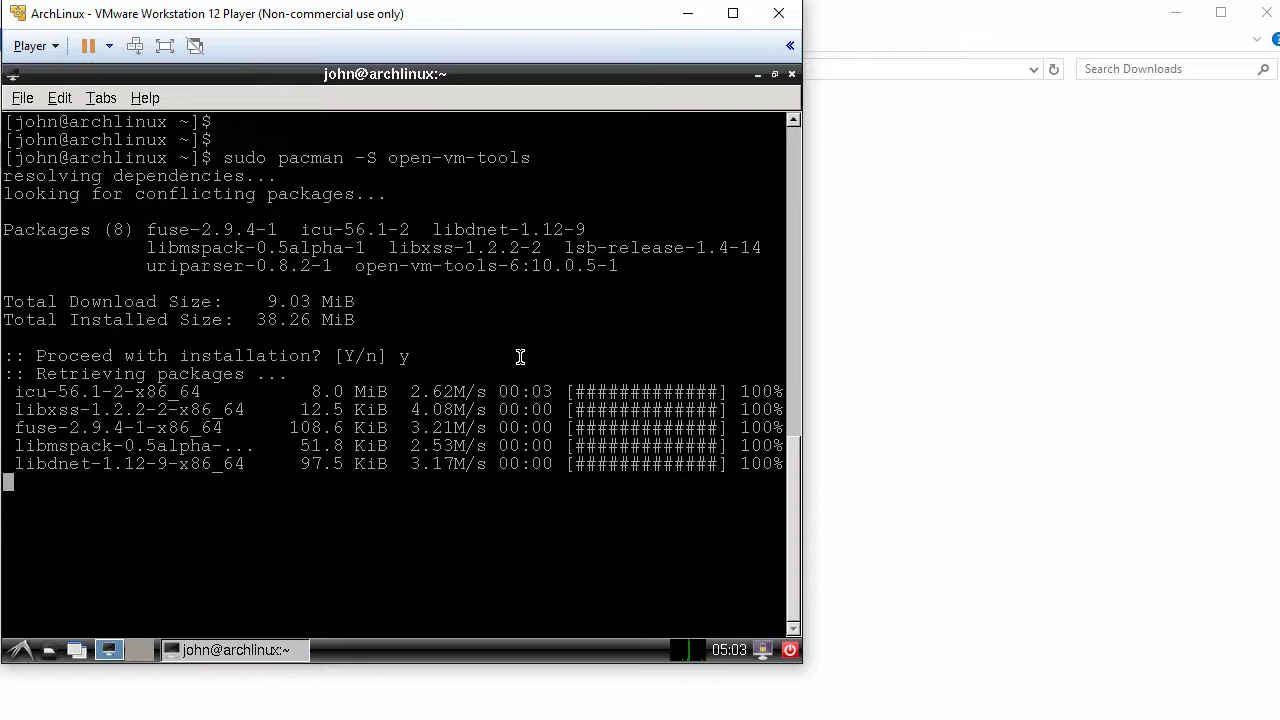 ArchLinux - VMware Workstation 12 Player (Non-commercial use only)
Player
Search Downloads
john@archlinux:~
File Edit Tabs Help
[john@archlinux ~]$
[john@archlinux ~]$
[john@archlinux ~]$ sudo pacman -S open-vm-tools
resolving dependencies...
looking for conflicting packages...
Packages (8) fuse-2.9.4-1 icu-56.1-2 libdnet-1.12-9
libmspack-0.5alpha-1 libxss-1.2.2-2 lsb-release-1.4-14
uriparser-0.8.2-1 open-vm-tools-6:10.0.5-1
Total Download Size: 9.03 MiB
Total Installed Size: 38.26 MiB
:: Proceed with installation? [Y/n] y
:: Retrieving packages ...
icu-56.1-2-x86_64 8.0 MiB 2.62M/s 00:03 [#############] 100%
libxss-1.2.2-2-x86_64 12.5 KiB 4.08M/s 00:00 [#############] 100%
fuse-2.9.4-1-x86_64 108.6 KiB 3.21M/s 00:00 [#############] 100%
libmspack-0.5alpha-... 51.8 KiB 2.53M/s 00:00 [#############] 100%
libdnet-1.12-9-x86_64 97.5 KiB 3.17M/s 00:00 [#############] 100%
john@archlinux:~
05:03